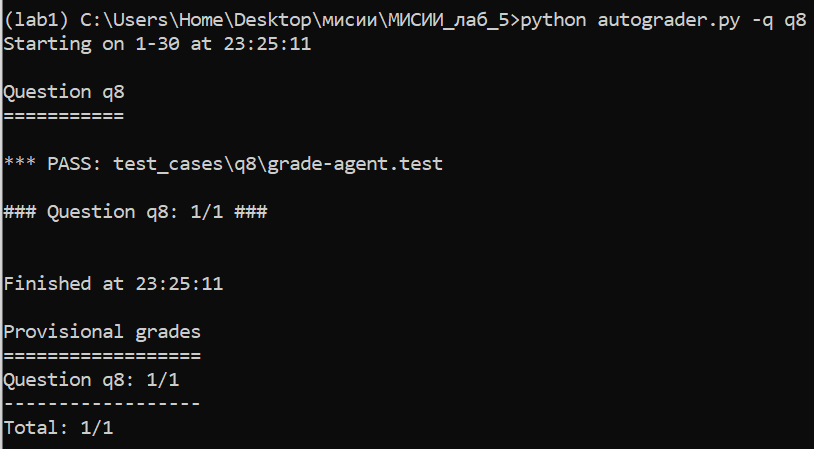 (lab1) C:\Users\Home\Desktop\мисии\МИСИИ_лаб_5>python autograder.py -q q8
Starting on 1-30 at 23:25:11
Question q8
===========
*** PASS: test_cases\q8\grade-agent.test
### Question q8: 1/1 ###
Finished at 23:25:11
Provisional grades
==================
Question q8: 1/1
------------------
Total: 1/1